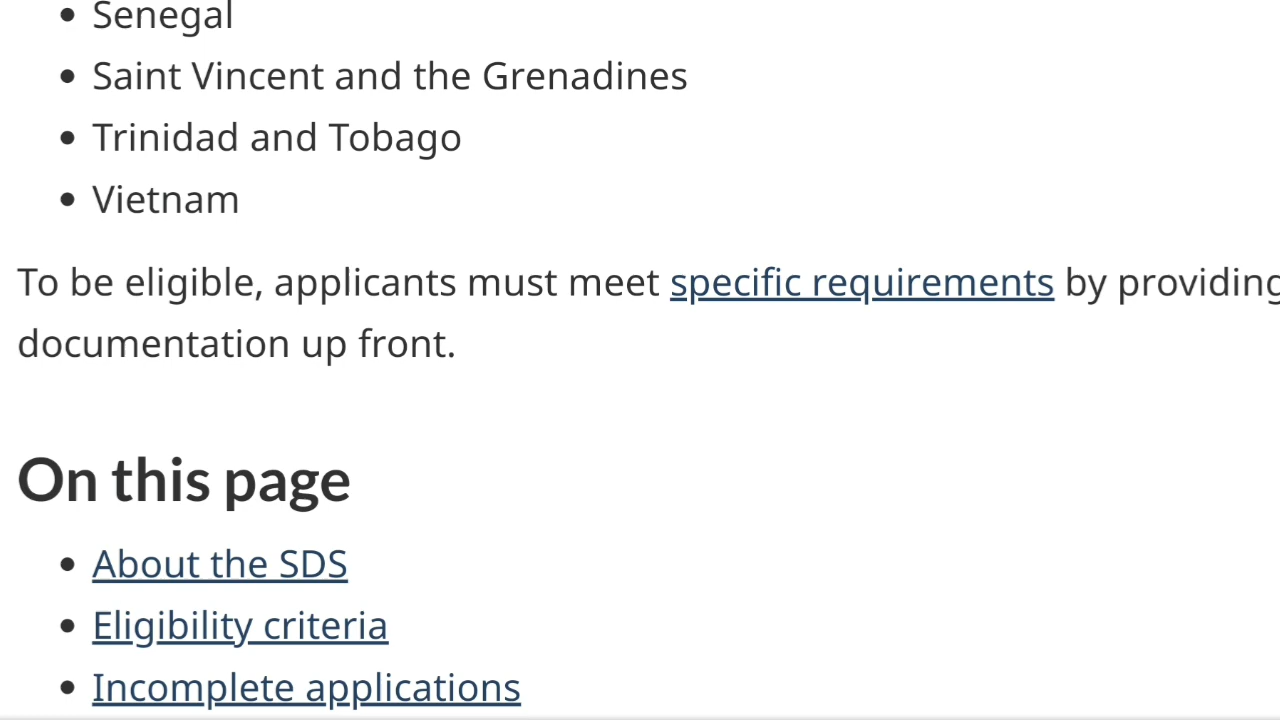 Senegal
Saint Vincent and the Grenadines
Trinidad and Tobago
Vietnam
To be eligible, applicants must meet specific requirements by providing
documentation up front.
On this page
About the SDS
Eligibility criteria
Incomplete applications